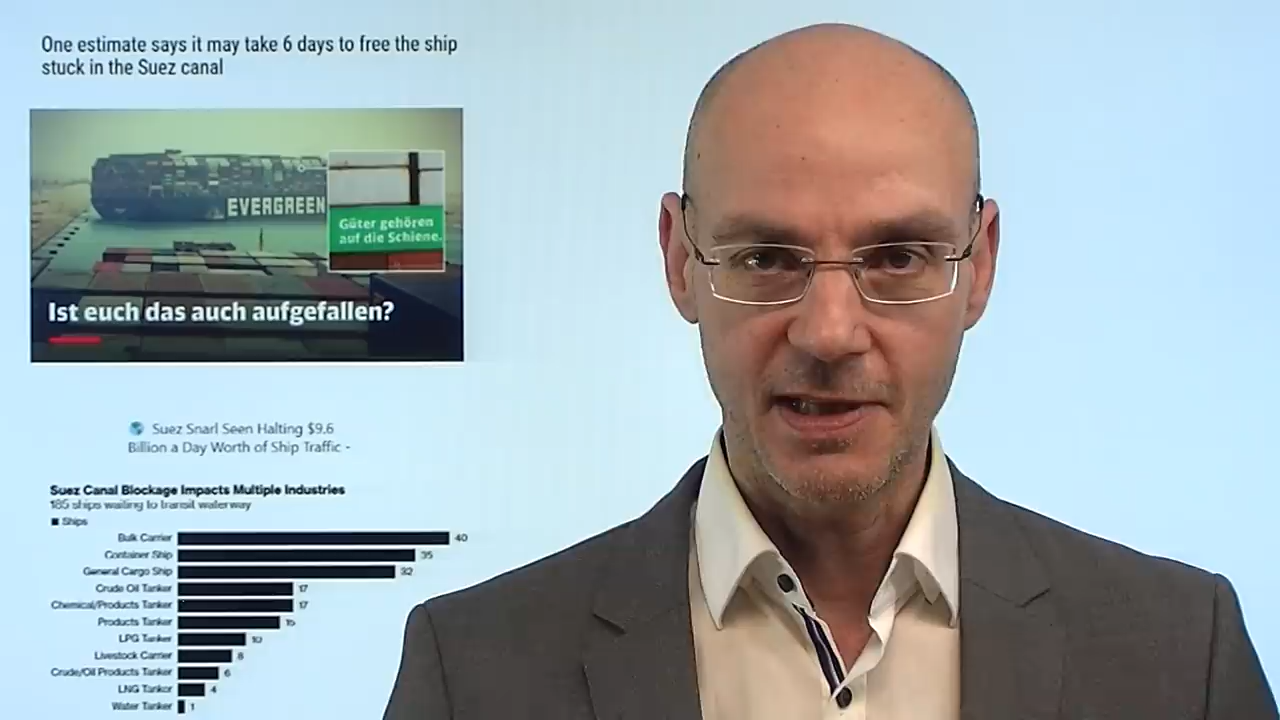 One estimate says it may take 6 days to free the ship
stuck in the Suez canal
EVERGREEN
Güter gehören
auf die Schiene.
Ist euch das auch aufgefallen?
Suez Snarl Seen Halting $9.6
Billion a Day Worth of Ship Traffic -
Suez Canal Blockage Impacts Multiple Industries
185 ships waiting to transit waterway
Ships
Bulk Carrier 40
Container Ship 35
General Cargo Ship 32
Crude Oil Tanker 17
Chemical/Products Tanker 17
Products Tanker 15
LPG Tanker 10
Livestock Carrier 8
Crude/Oil Products Tanker 6
LNG Tanker 4
Water Tanker 1